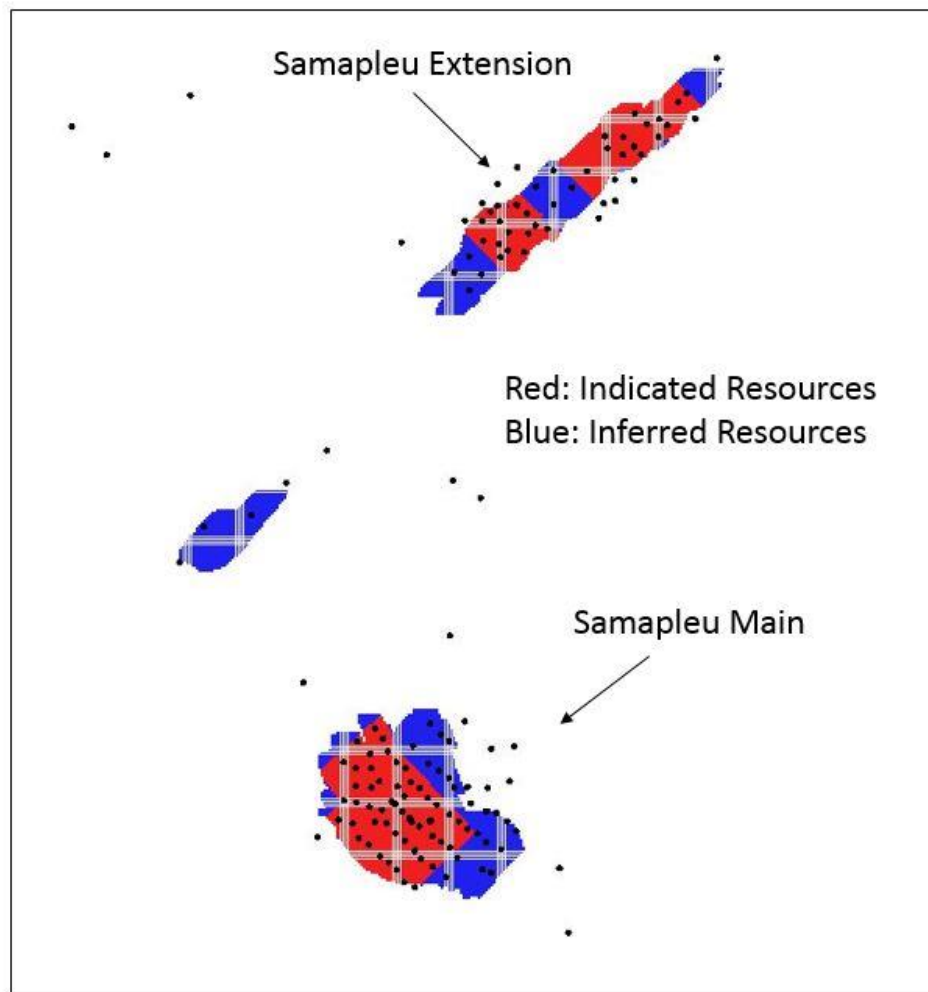 Samapleu Extension
Red: Indicated Resources
Blue: Inferred Resources
Samapleu Main